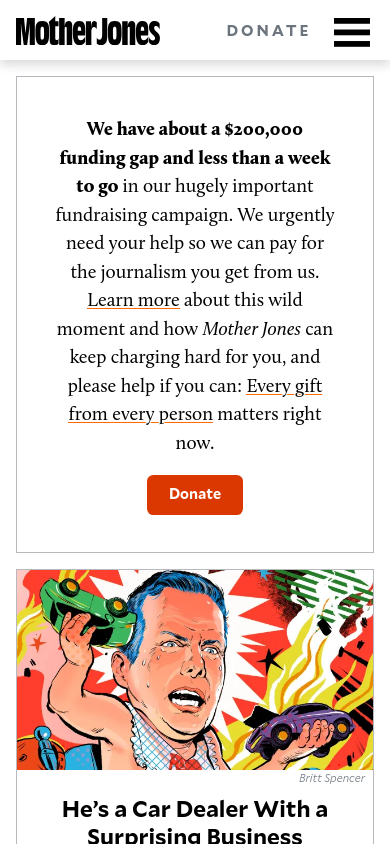 Mother Jones
DONATE
We have about a $200,000
funding gap and less than a week
to go in our hugely important
fundraising campaign. We urgently
need your help so we can pay for
the journalism you get from us.
Learn more about this wild
moment and how Mother Jones can
keep charging hard for you, and
please help if you can: Every gift
from every person matters right
now.
Donate
Britt Spencer
He’s a Car Dealer With a
Surprising Business